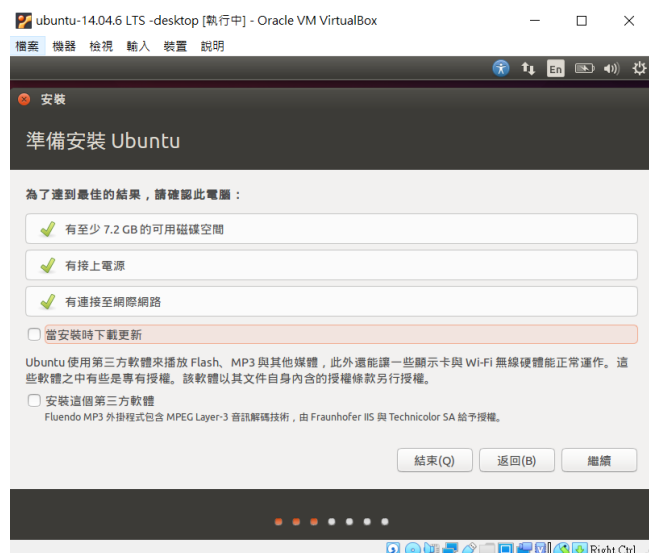 ubuntu-14.04.6 LTS -desktop [執行中] - Oracle VM VirtualBox
檔案 機器 檢視 輸入 裝置 說明
En
安裝
準備安裝 Ubuntu
為了達到最佳的結果，請確認此電腦：
有至少 7.2 GB 的可用磁碟空間
有接上電源
有連接至網際網路
當安裝時下載更新
Ubuntu 使用第三方軟體來播放 Flash、MP3 與其他媒體，此外還能讓一些顯示卡與 Wi-Fi 無線硬體能正常運作。這
些軟體之中有些是專有授權。該軟體以其文件自身內含的授權條款另行授權。
安裝這個第三方軟體
Fluendo MP3 外掛程式包含 MPEG Layer-3 音訊解碼技術，由 Fraunhofer IIS 與 Technicolor SA 給予授權。
結束(Q) 返回(B) 繼續
Right Ctrl